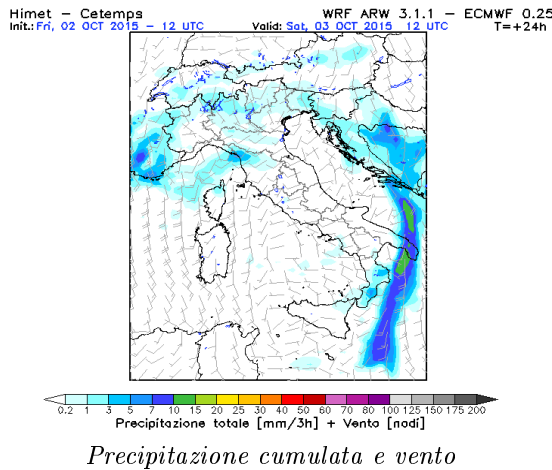 Himet – Cetemps WRF ARW 3.1.1 – ECMWF 0.25
Init.: Fri, 02 OCT 2015 – 12 UTC Valid: Sat, 03 OCT 2015 12 UTC T=+24h
0.2 1 3 5 7 10 15 20 25 30 40 50 60 70 80 100 125 150 175 200
Precipitazione totale [mm/3h] + Vento [nodi]
Precipitazione cumulata e vento